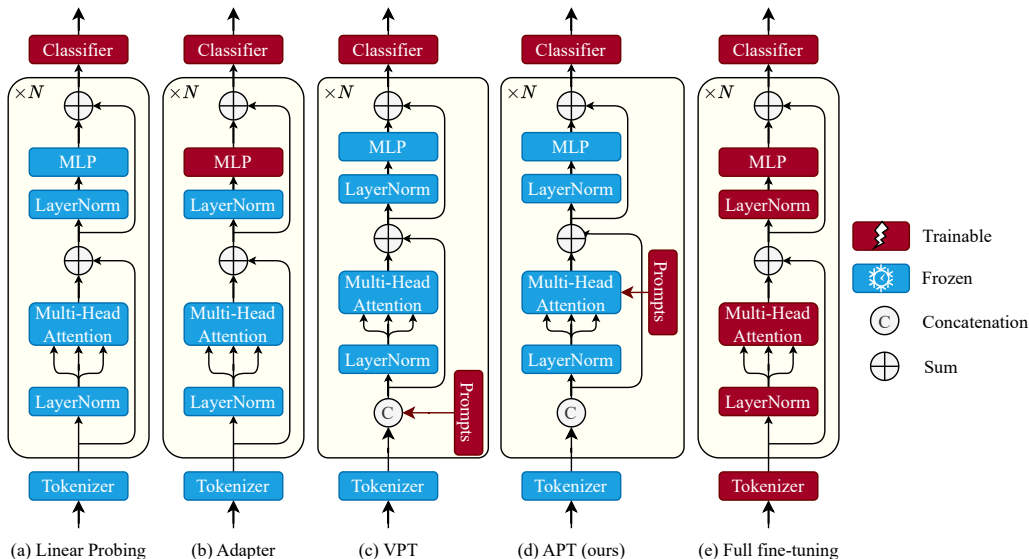 Classifier
×N
MLP
LayerNorm
Multi-Head
Attention
LayerNorm
Tokenizer
(a) Linear Probing
Classifier
×N
MLP
LayerNorm
Multi-Head
Attention
LayerNorm
Tokenizer
(b) Adapter
Classifier
×N
MLP
LayerNorm
Multi-Head
Attention
LayerNorm
Prompts
C
Tokenizer
(c) VPT
Classifier
×N
MLP
LayerNorm
Multi-Head
Attention
Prompts
LayerNorm
C
Tokenizer
(d) APT (ours)
Classifier
×N
MLP
LayerNorm
Multi-Head
Attention
LayerNorm
Tokenizer
(e) Full fine-tuning
Trainable
Frozen
C
Concatenation
Sum